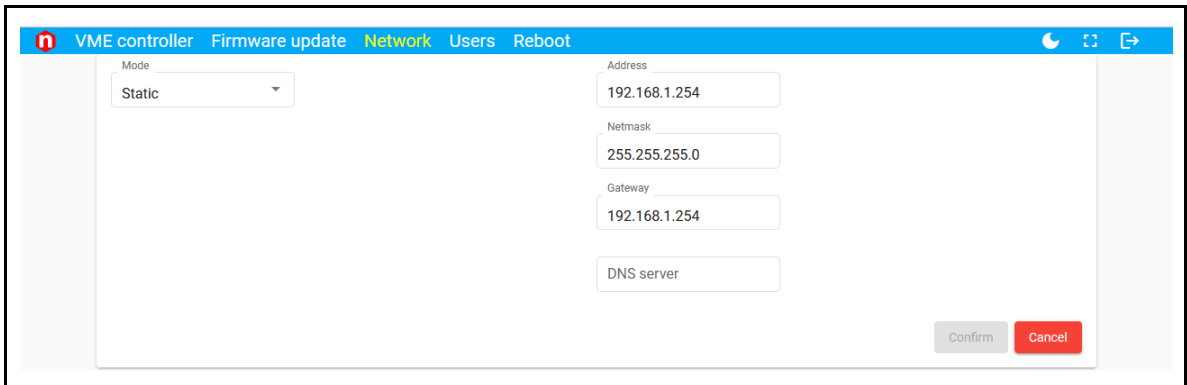 n VME controller Firmware update Network Users Reboot
Mode
Static
Address
192.168.1.254
Netmask
255.255.255.0
Gateway
192.168.1.254
DNS server
Confirm Cancel